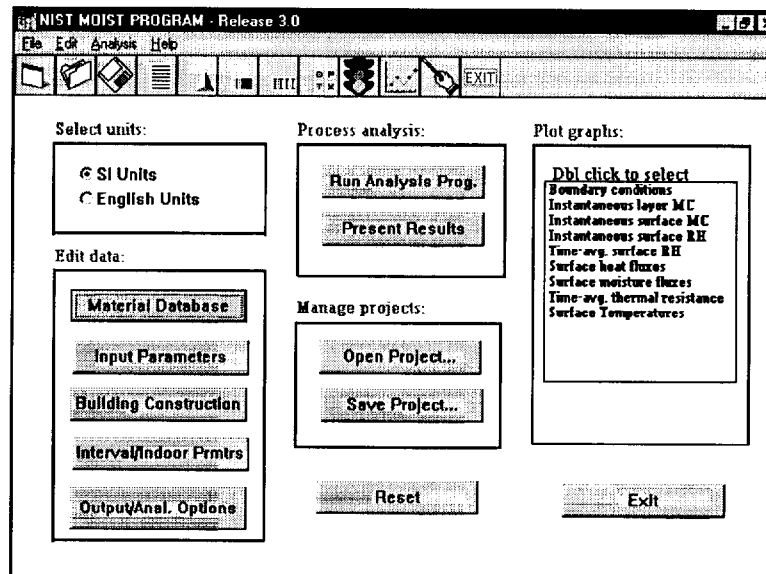 NIST MOIST PROGRAM - Release 3.0
File Edit Analysis Help
O P
T X
EXIT
Select units:
SI Units
English Units
Edit data:
Material Database
Input Parameters
Building Construction
Interval/Indoor Prmtrs
Output/Anal. Options
Process analysis:
Run Analysis Prog.
Present Results
Manage projects:
Open Project...
Save Project...
Reset
Plot graphs:
Dbl click to select
Boundary conditions
Instantaneous layer MC
Instantaneous surface MC
Instantaneous surface RH
Time-avg. surface RH
Surface heat fluxes
Surface moisture fluxes
Time-avg. thermal resistance
Surface Temperatures
Exit